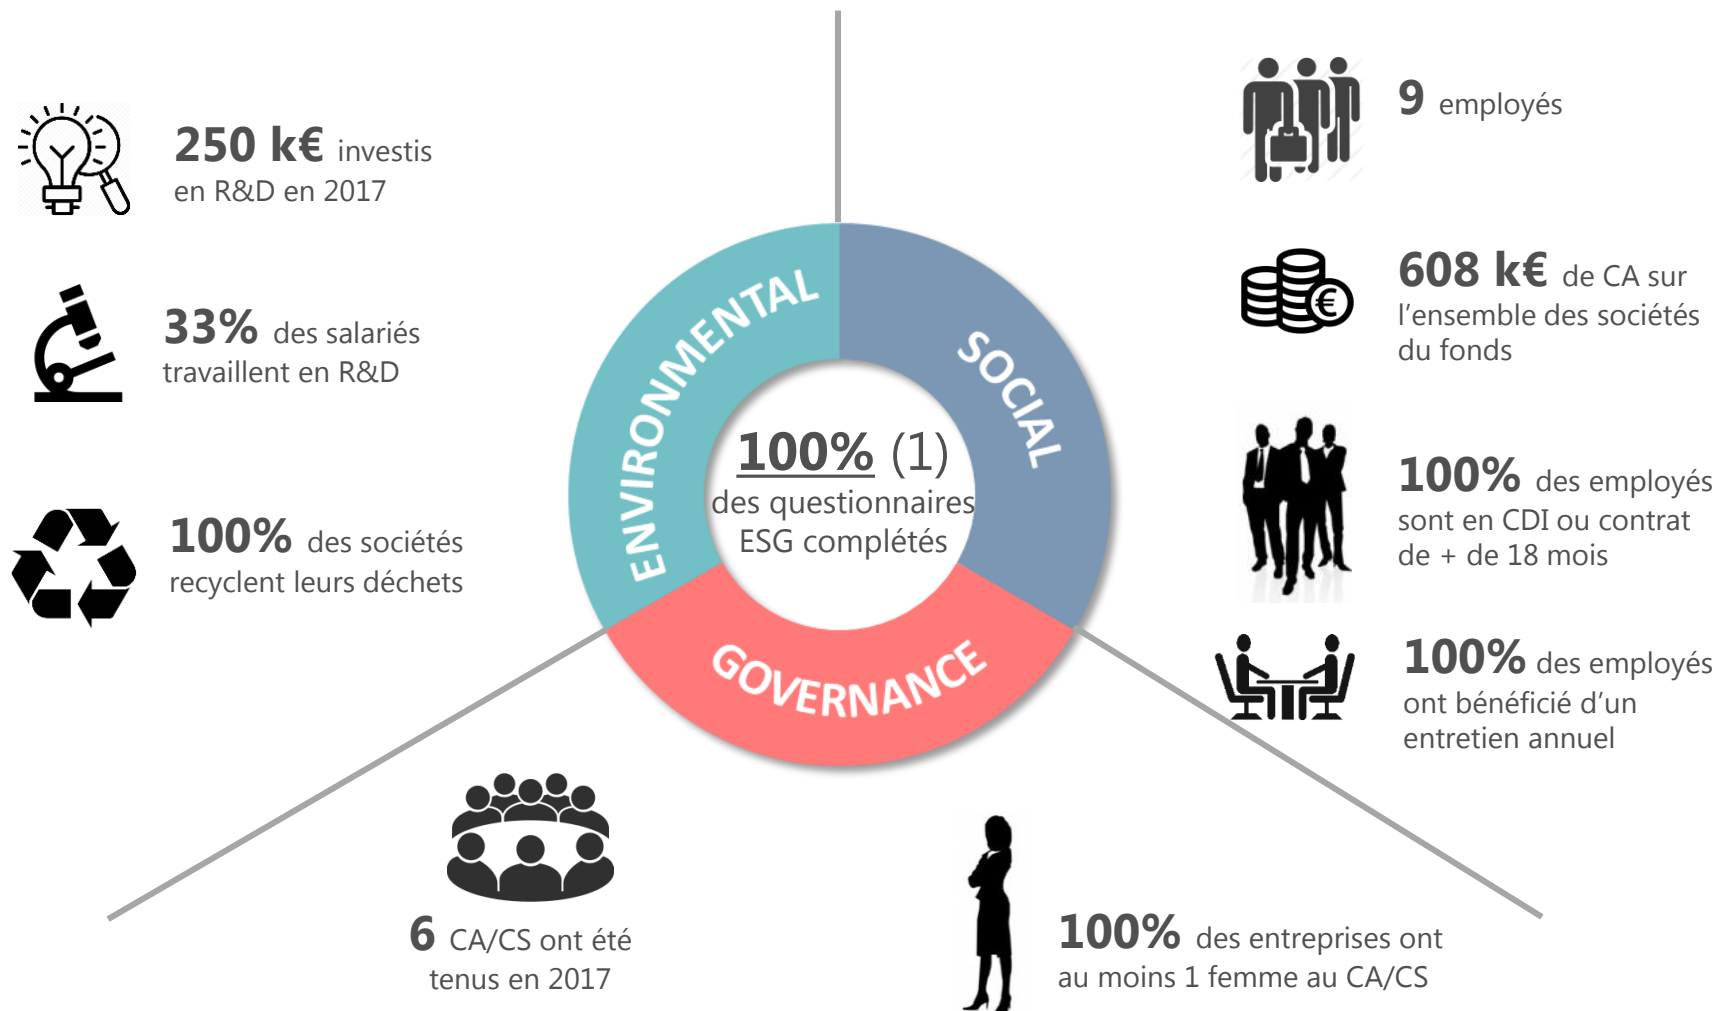 250 k€ investis
en R&D en 2017
33% des salariés
travaillent en R&D
100% des sociétés
recyclent leurs déchets
ENVIRONMENTAL
SOCIAL
GOVERNANCE
100% (1)
des questionnaires
ESG complétés
9 employés
608 k€ de CA sur
l’ensemble des sociétés
du fonds
100% des employés
sont en CDI ou contrat
de + de 18 mois
100% des employés
ont bénéficié d’un
entretien annuel
6 CA/CS ont été
tenus en 2017
100% des entreprises ont
au moins 1 femme au CA/CS